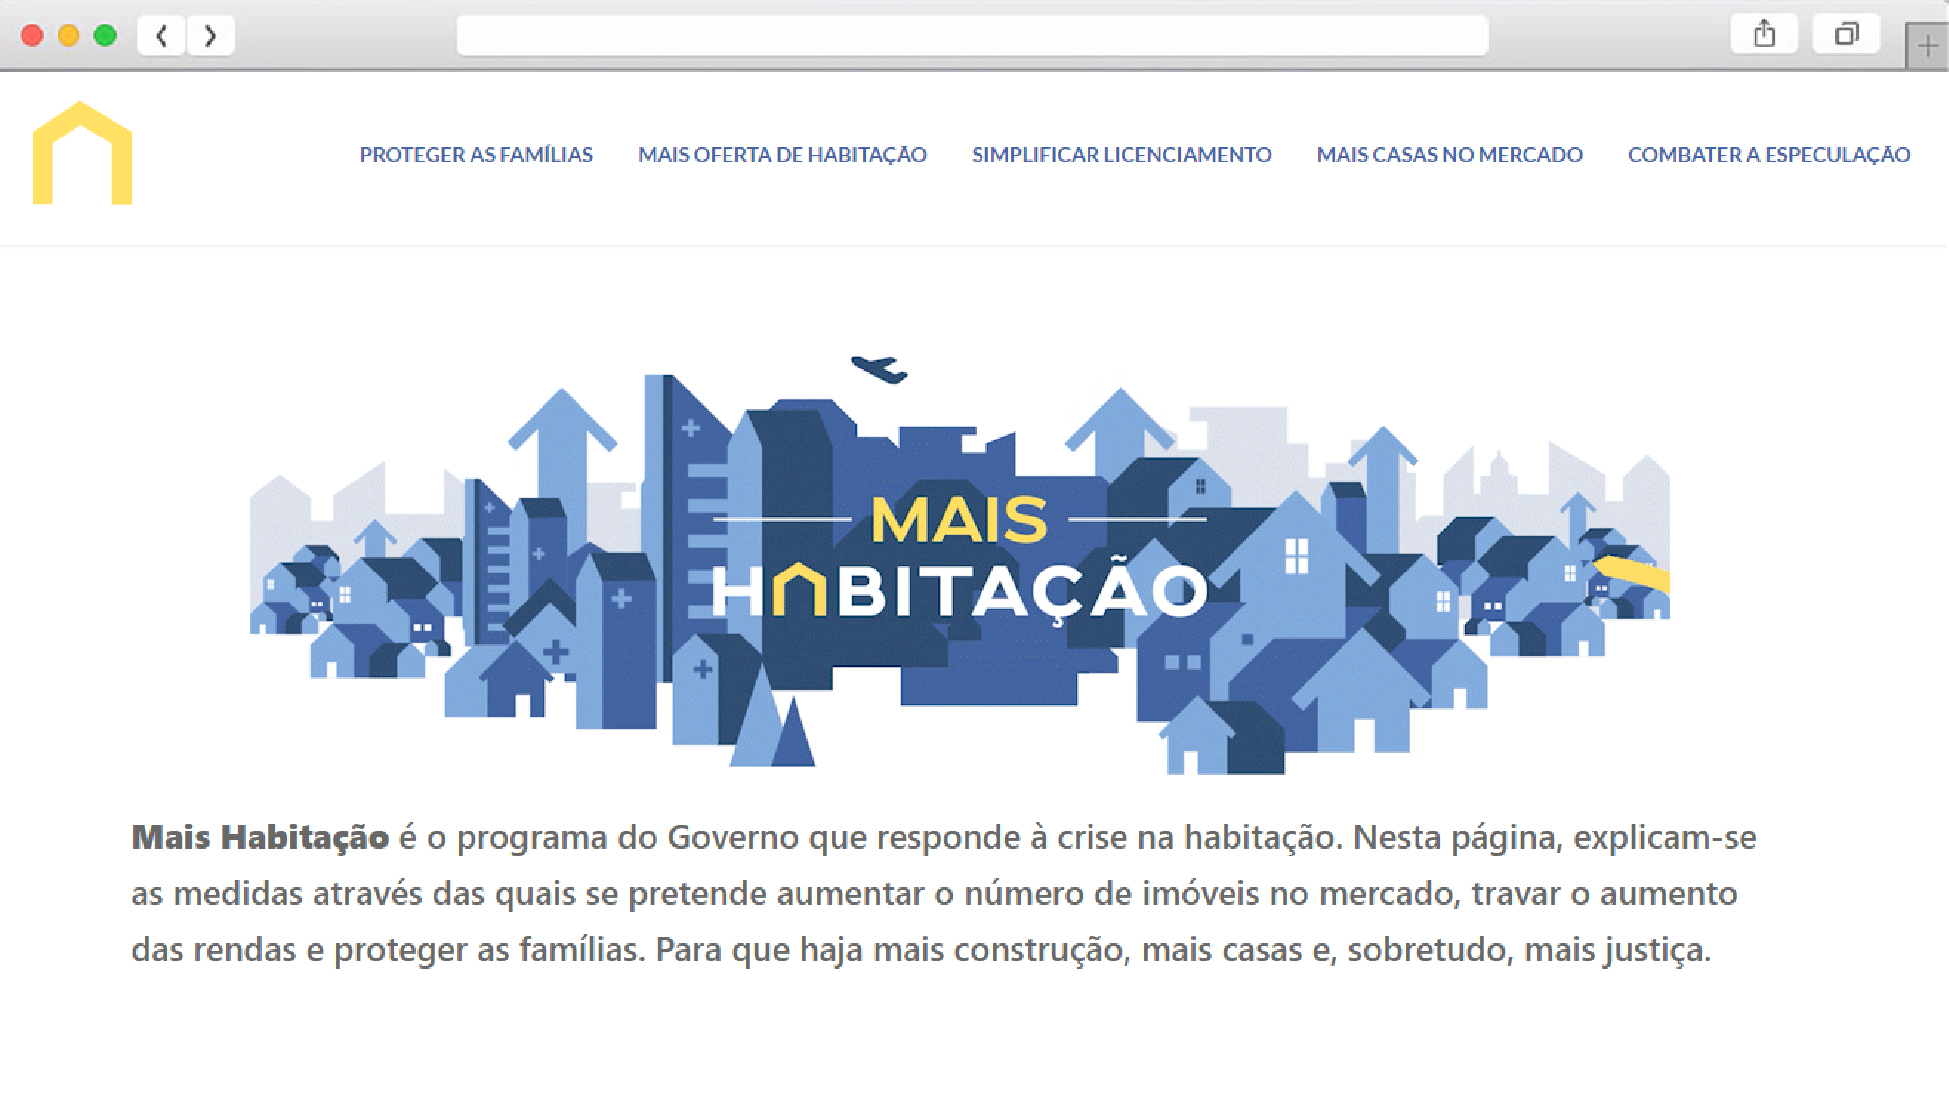 PROTEGER AS FAMÍLIAS MAIS OFERTA DE HABITAÇÃO SIMPLIFICAR LICENCIAMENTO MAIS CASAS NO MERCADO COMBATER A ESPECULAÇÃO
MAIS
HABITAÇÃO
Mais Habitação é o programa do Governo que responde à crise na habitação. Nesta página, explicam-se
as medidas através das quais se pretende aumentar o número de imóveis no mercado, travar o aumento
das rendas e proteger as famílias. Para que haja mais construção, mais casas e, sobretudo, mais justiça.